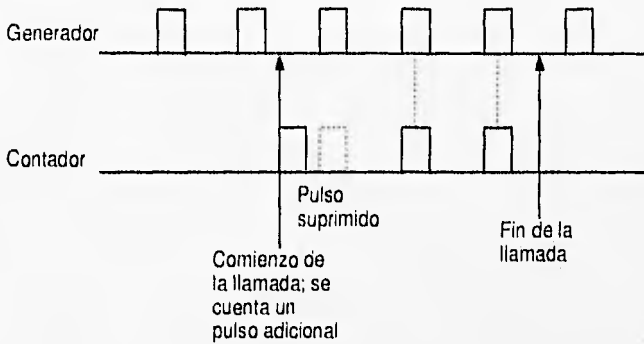 Generador
Contador
Pulso
suprimido
Comienzo de
la llamada; se
cuenta un
pulso adicional
Fin de la
llamada